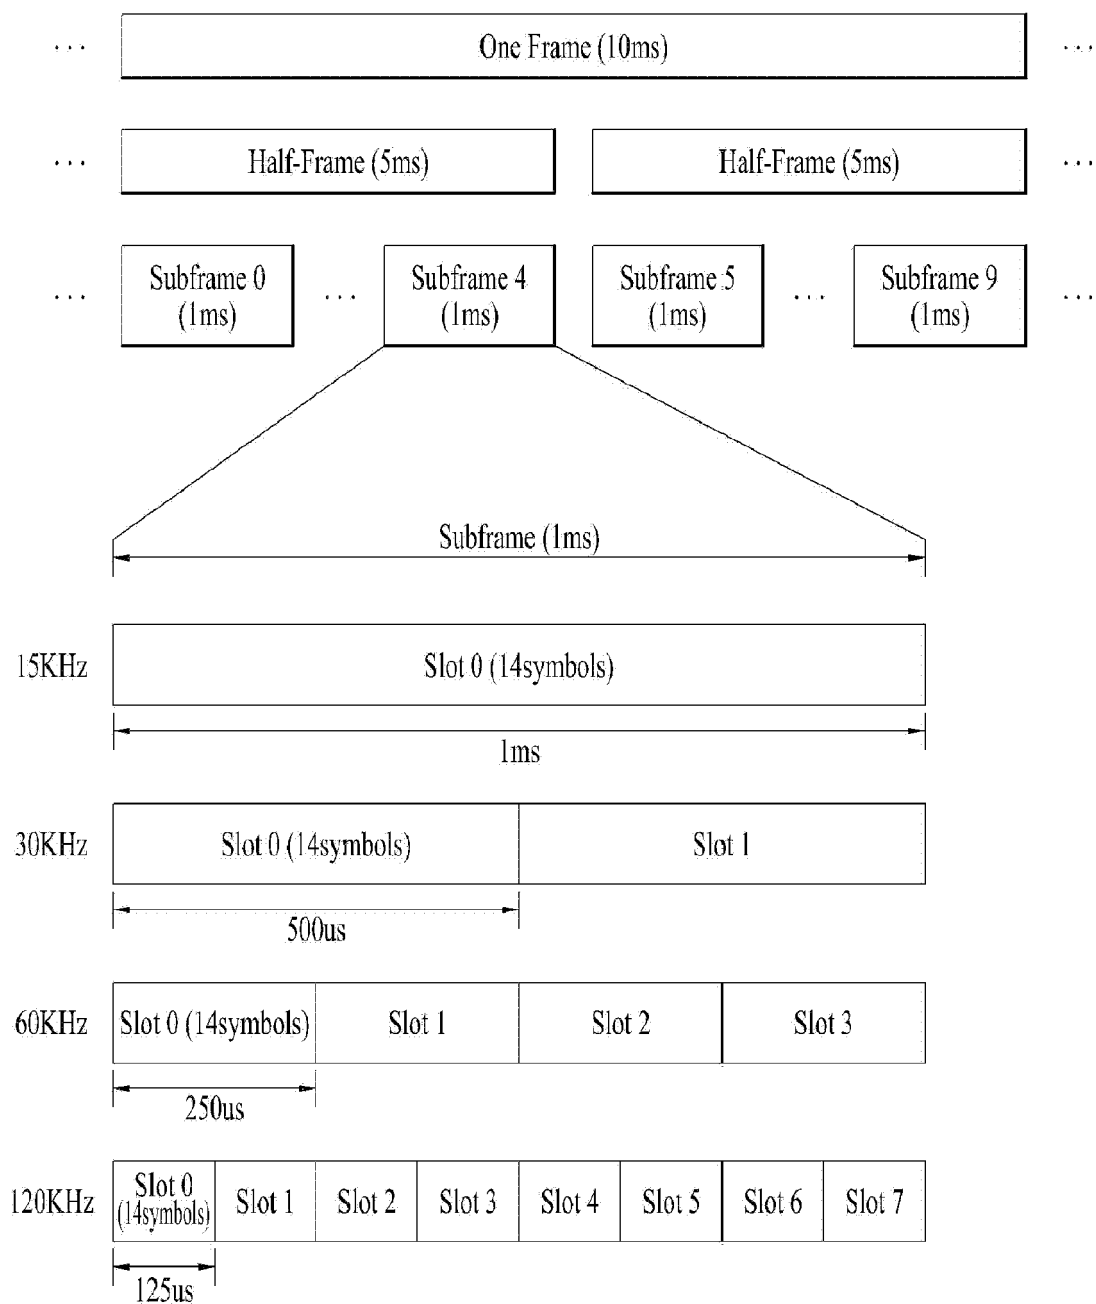 ... One Frame (10ms) ...
... Half-Frame (5ms) Half-Frame (5ms) ...
Subframe 0 Subframe 4 Subframe 5 Subframe 9
... (1ms) ... (1ms) (1ms) ... (1ms) ...
Subframe (1ms)
15KHz Slot 0 (14symbols)
1ms
30KHz Slot 0 (14symbols) Slot 1
500us
60KHz Slot 0 (14symbols) Slot 1 Slot 2 Slot 3
250us
120KHz Slot 0 (14symbols) Slot 1 Slot 2 Slot 3 Slot 4 Slot 5 Slot 6 Slot 7
125us